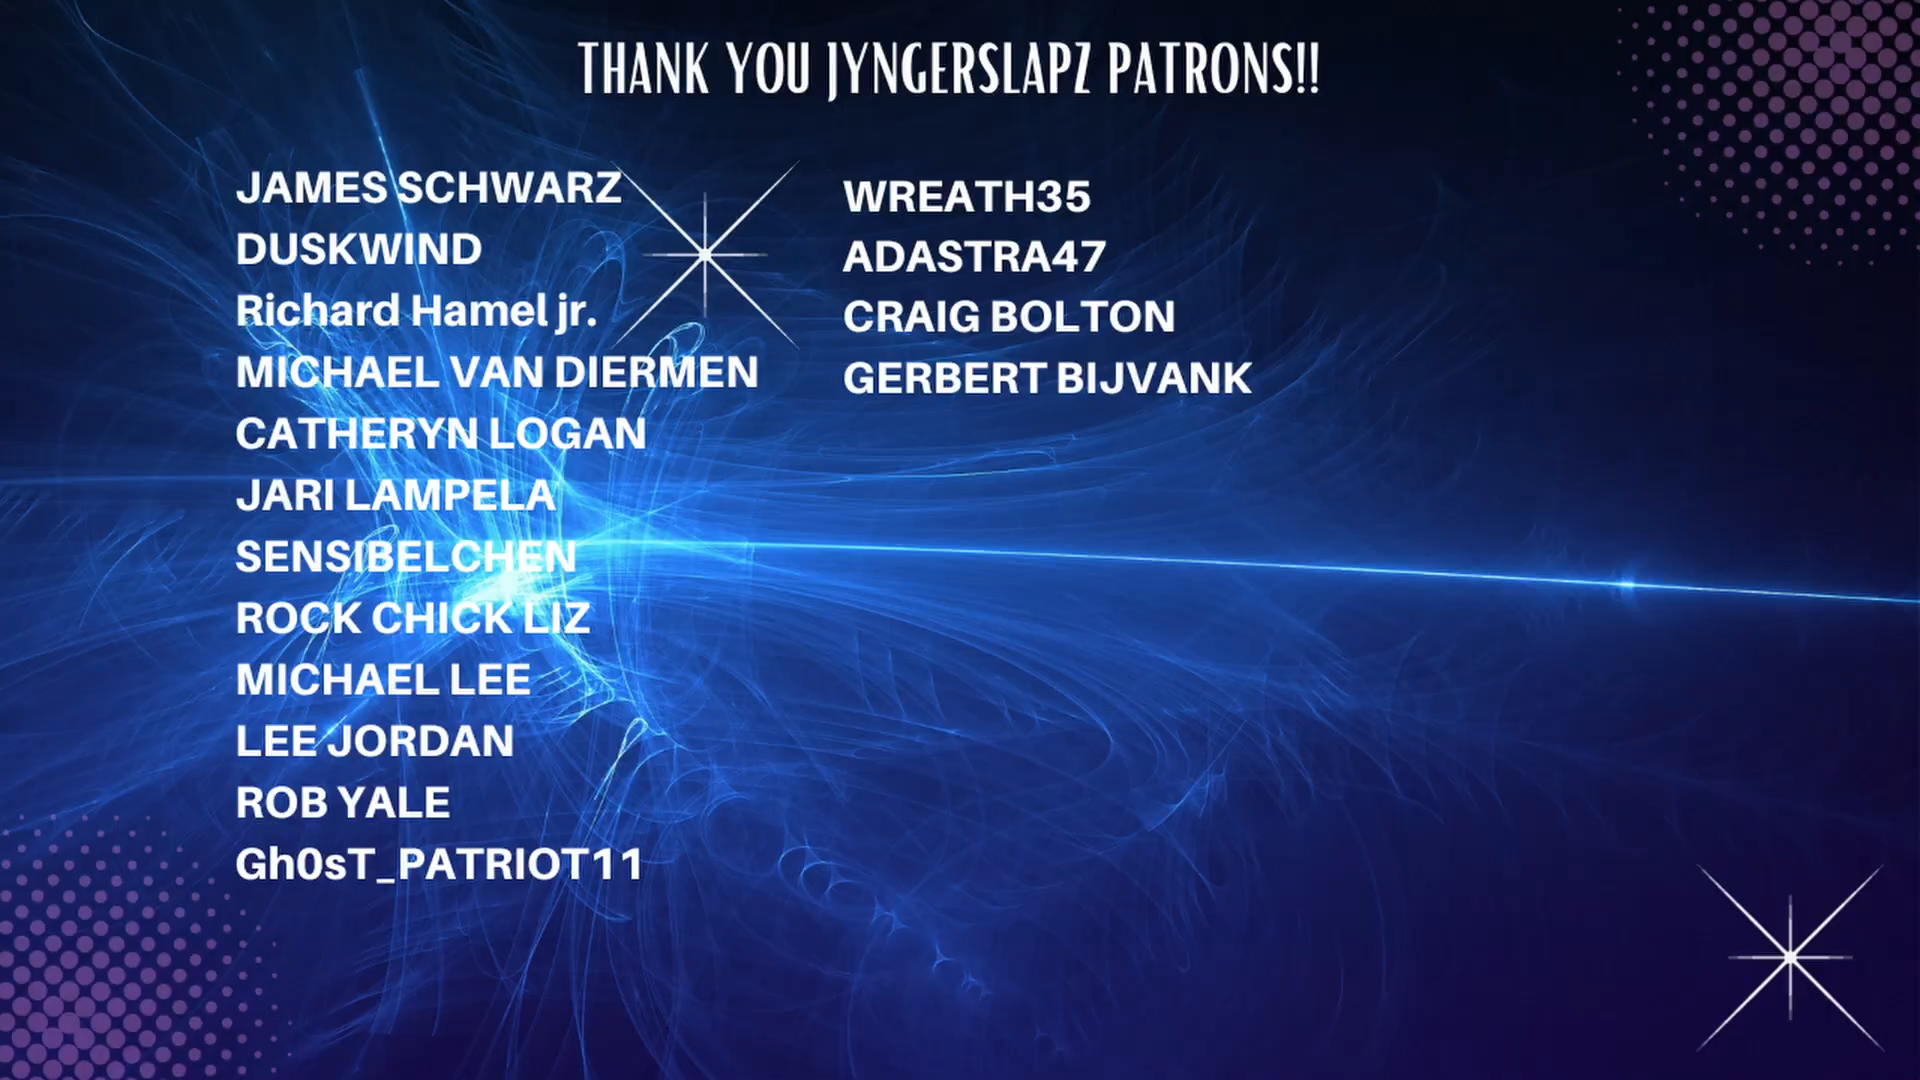 THANK YOU JYNGERSLAPZ PATRONS!!
JAMES SCHWARZ
DUSKWIND
Richard Hamel jr.
MICHAEL VAN DIERMEN
CATHERYN LOGAN
JARI LAMPELA
SENSIBELCHEN
ROCK CHICK LIZ
MICHAEL LEE
LEE JORDAN
ROB YALE
Gh0sT_PATRIOT11
WREATH35
ADASTRA47
CRAIG BOLTON
GERBERT BIJVANK